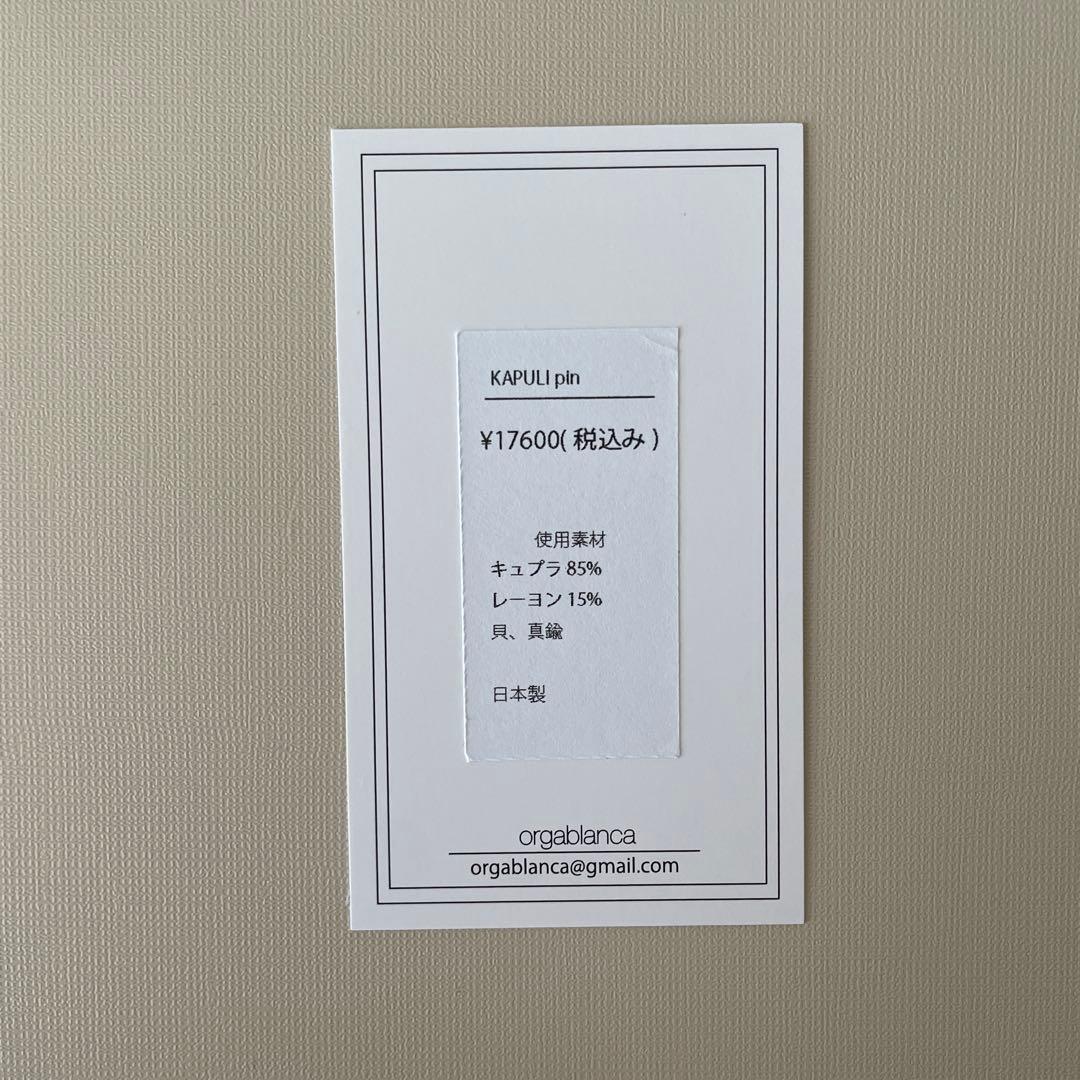 KAPULI pin
¥17600( 税込み )
使用素材
キュプラ 85%
レーヨン 15%
貝、真鍮
日本製
orgablanca
orgablanca@gmail.com